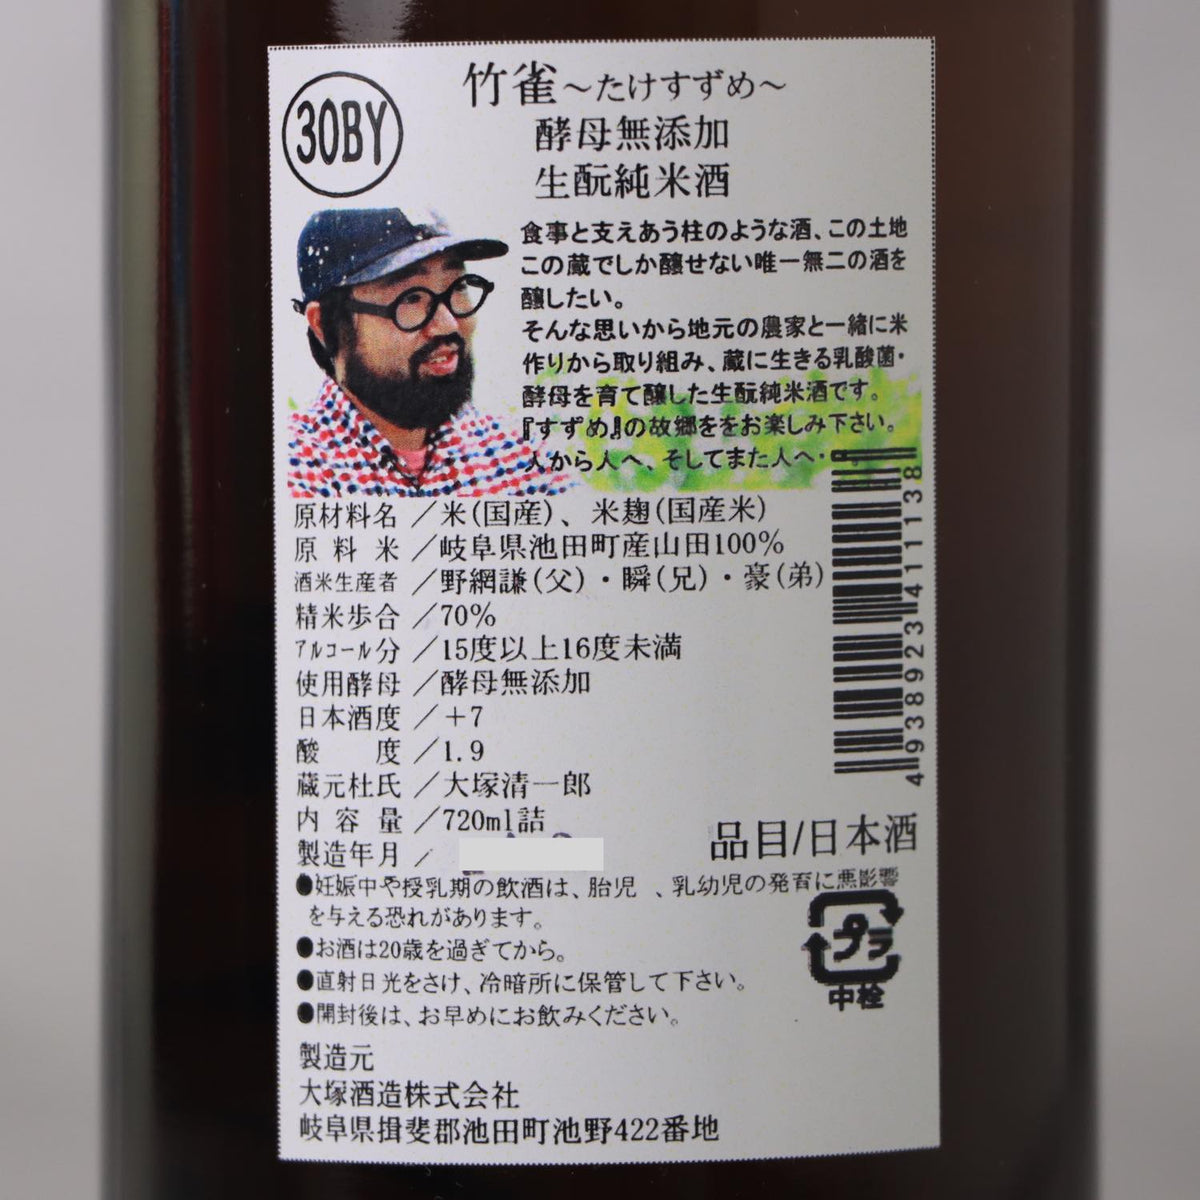 30BY
竹雀～たけすずめ～
酵母無添加
生酛純米酒
食事と支えあう柱のような酒、この土地
この蔵でしか醸せない唯一無二の酒を
醸したい。
そんな思いから地元の農家と一緒に米
作りから取り組み、蔵に生きる乳酸菌・
酵母を育て醸した生酛純米酒です。
『すずめ』の故郷ををお楽しみ下さい。
人から人へ、そしてまた人へ・
原材料名／米(国産)、米麹(国産米)
原料米／岐阜県池田町産山田100%
酒米生産者／野網謙(父)・瞬(兄)・豪(弟)
精米歩合／70%
アルコール分／15度以上16度未満
使用酵母／酵母無添加
日本酒度／+7
酸度／1.9
蔵元杜氏／大塚清一郎
内容量／720ml詰
製造年月／
4938923411138
品目/日本酒
●妊娠中や授乳期の飲酒は、胎児 、乳幼児の発育に悪影響
を与える恐れがあります。
●お酒は20歳を過ぎてから。
●直射日光をさけ、冷暗所に保管して下さい。
●開封後は、お早めにお飲みください。
プラ
中栓
製造元
大塚酒造株式会社
岐阜県揖斐郡池田町池野422番地